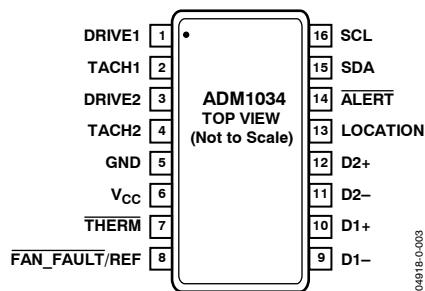 DRIVE1 1
TACH1 2
DRIVE2 3
TACH2 4
GND 5
VCC 6
THERM 7
FAN_FAULT/REF 8
ADM1034
TOP VIEW
(Not to Scale)
16 SCL
15 SDA
14 ALERT
13 LOCATION
12 D2+
11 D2–
10 D1+
9 D1–
04918-0-003